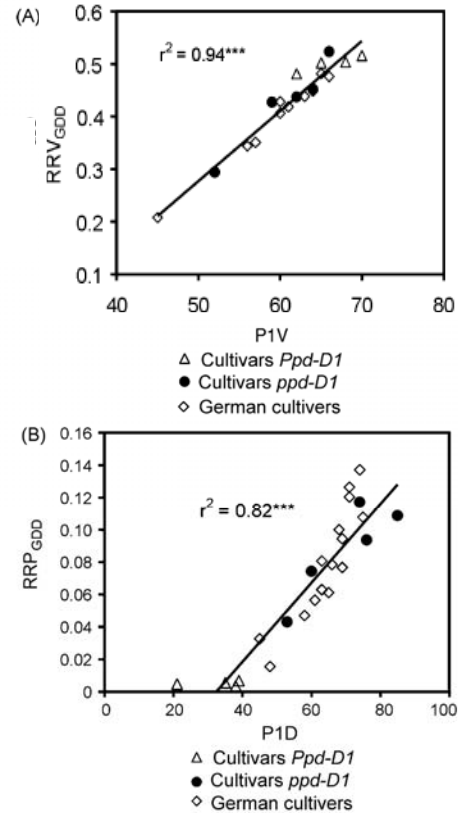 (A)
r² = 0.94***
RRV_GDD
0.6
0.5
0.4
0.3
0.2
0.1
40 50 60 70 80
P1V
△ Cultivars Ppd-D1
● Cultivars ppd-D1
◇ German cultivers
(B)
r² = 0.82***
RRP_GDD
0.16
0.14
0.12
0.10
0.08
0.06
0.04
0.02
0
0 20 40 60 80 100
P1D
△ Cultivars Ppd-D1
● Cultivars ppd-D1
◇ German cultivers